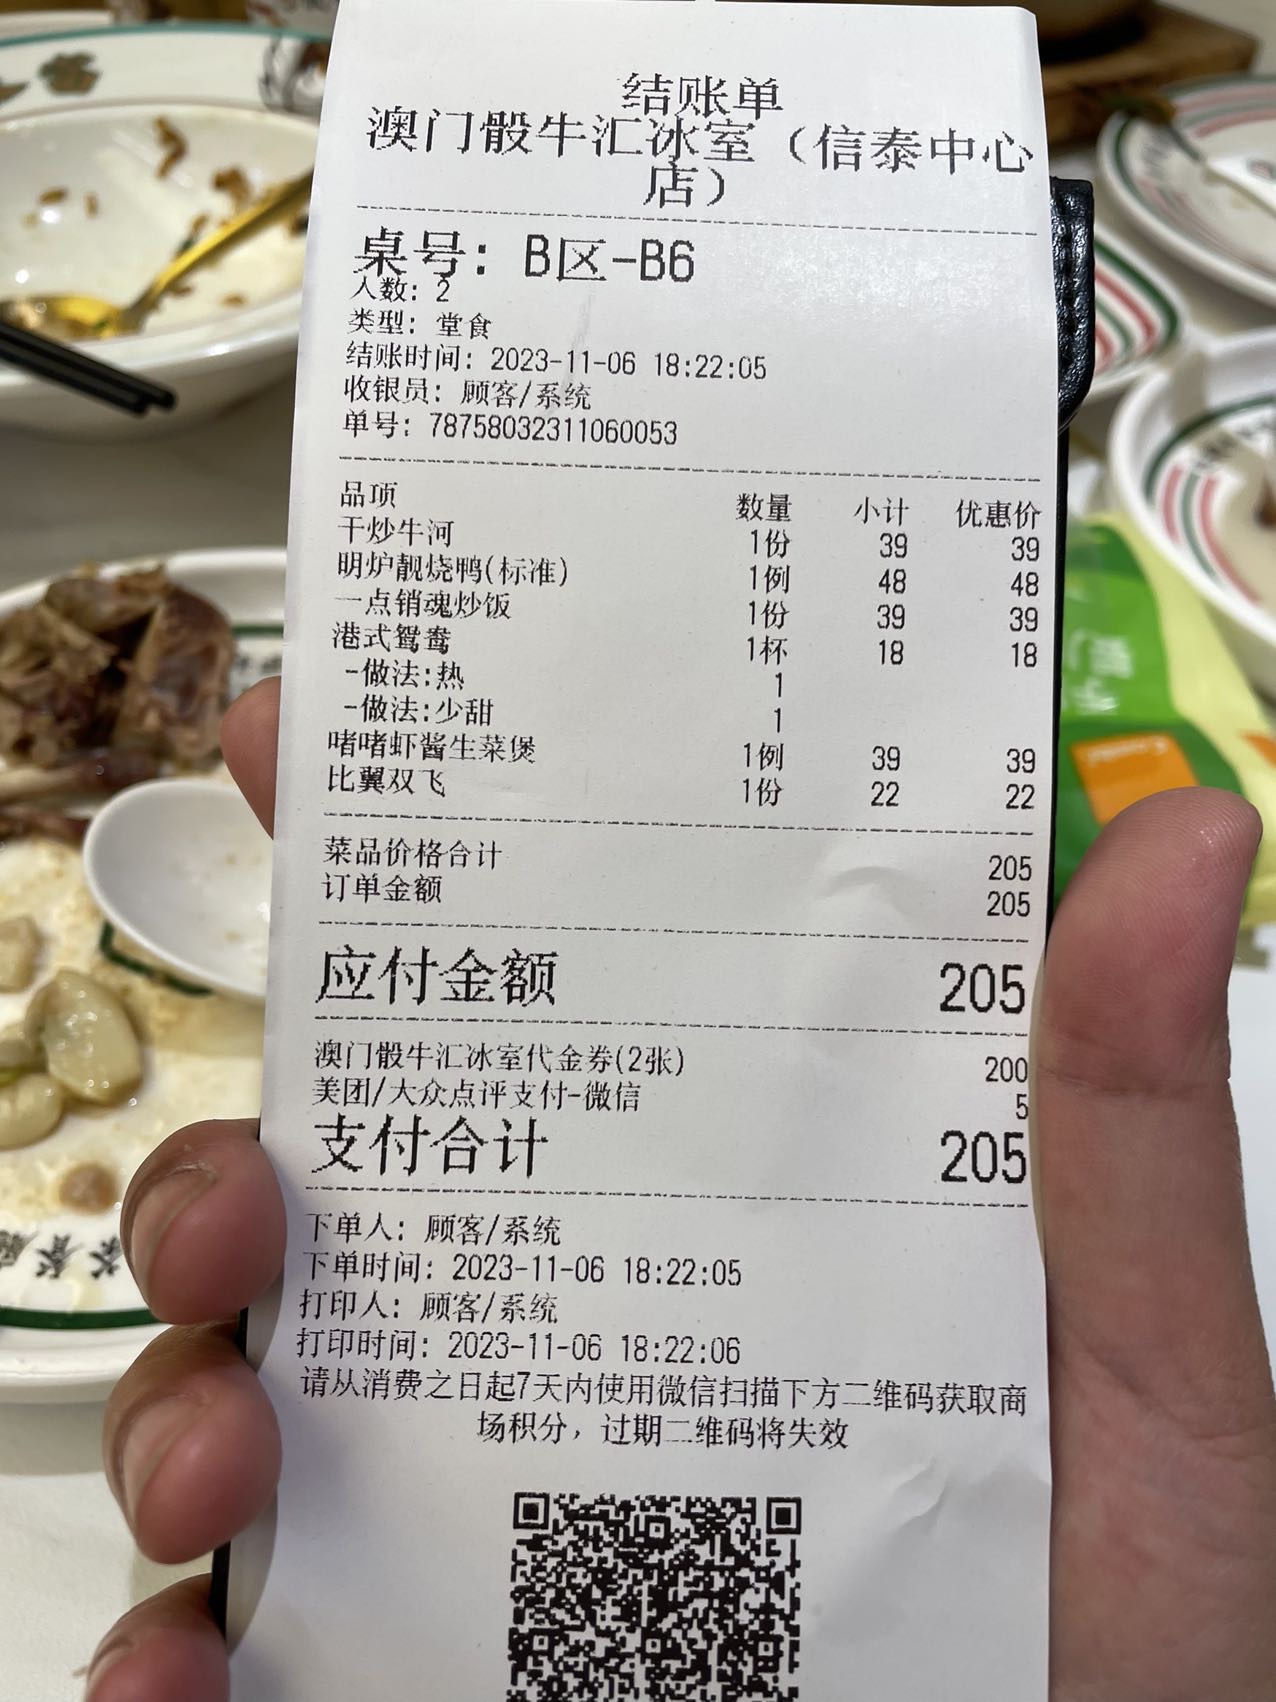 结账单
澳门骰牛汇冰室（信泰中心
店）
桌号：B区-B6
人数：2
类型：堂食
结账时间：2023-11-06 18:22:05
收银员：顾客/系统
单号：78758032311060053
品项 数量 小计 优惠价
干炒牛河 1份 39 39
明炉靓烧鸭(标准) 1例 48 48
一点销魂炒饭 1份 39 39
港式鸳鸯 1杯 18 18
-做法:热 1
-做法:少甜 1
啫啫虾酱生菜煲 1例 39 39
比翼双飞 1份 22 22
菜品价格合计 205
订单金额 205
应付金额 205
澳门骰牛汇冰室代金券(2张) 200
美团/大众点评支付-微信 5
支付合计 205
下单人：顾客/系统
下单时间：2023-11-06 18:22:05
打印人：顾客/系统
打印时间：2023-11-06 18:22:06
请从消费之日起7天内使用微信扫描下方二维码获取商
场积分，过期二维码将失效